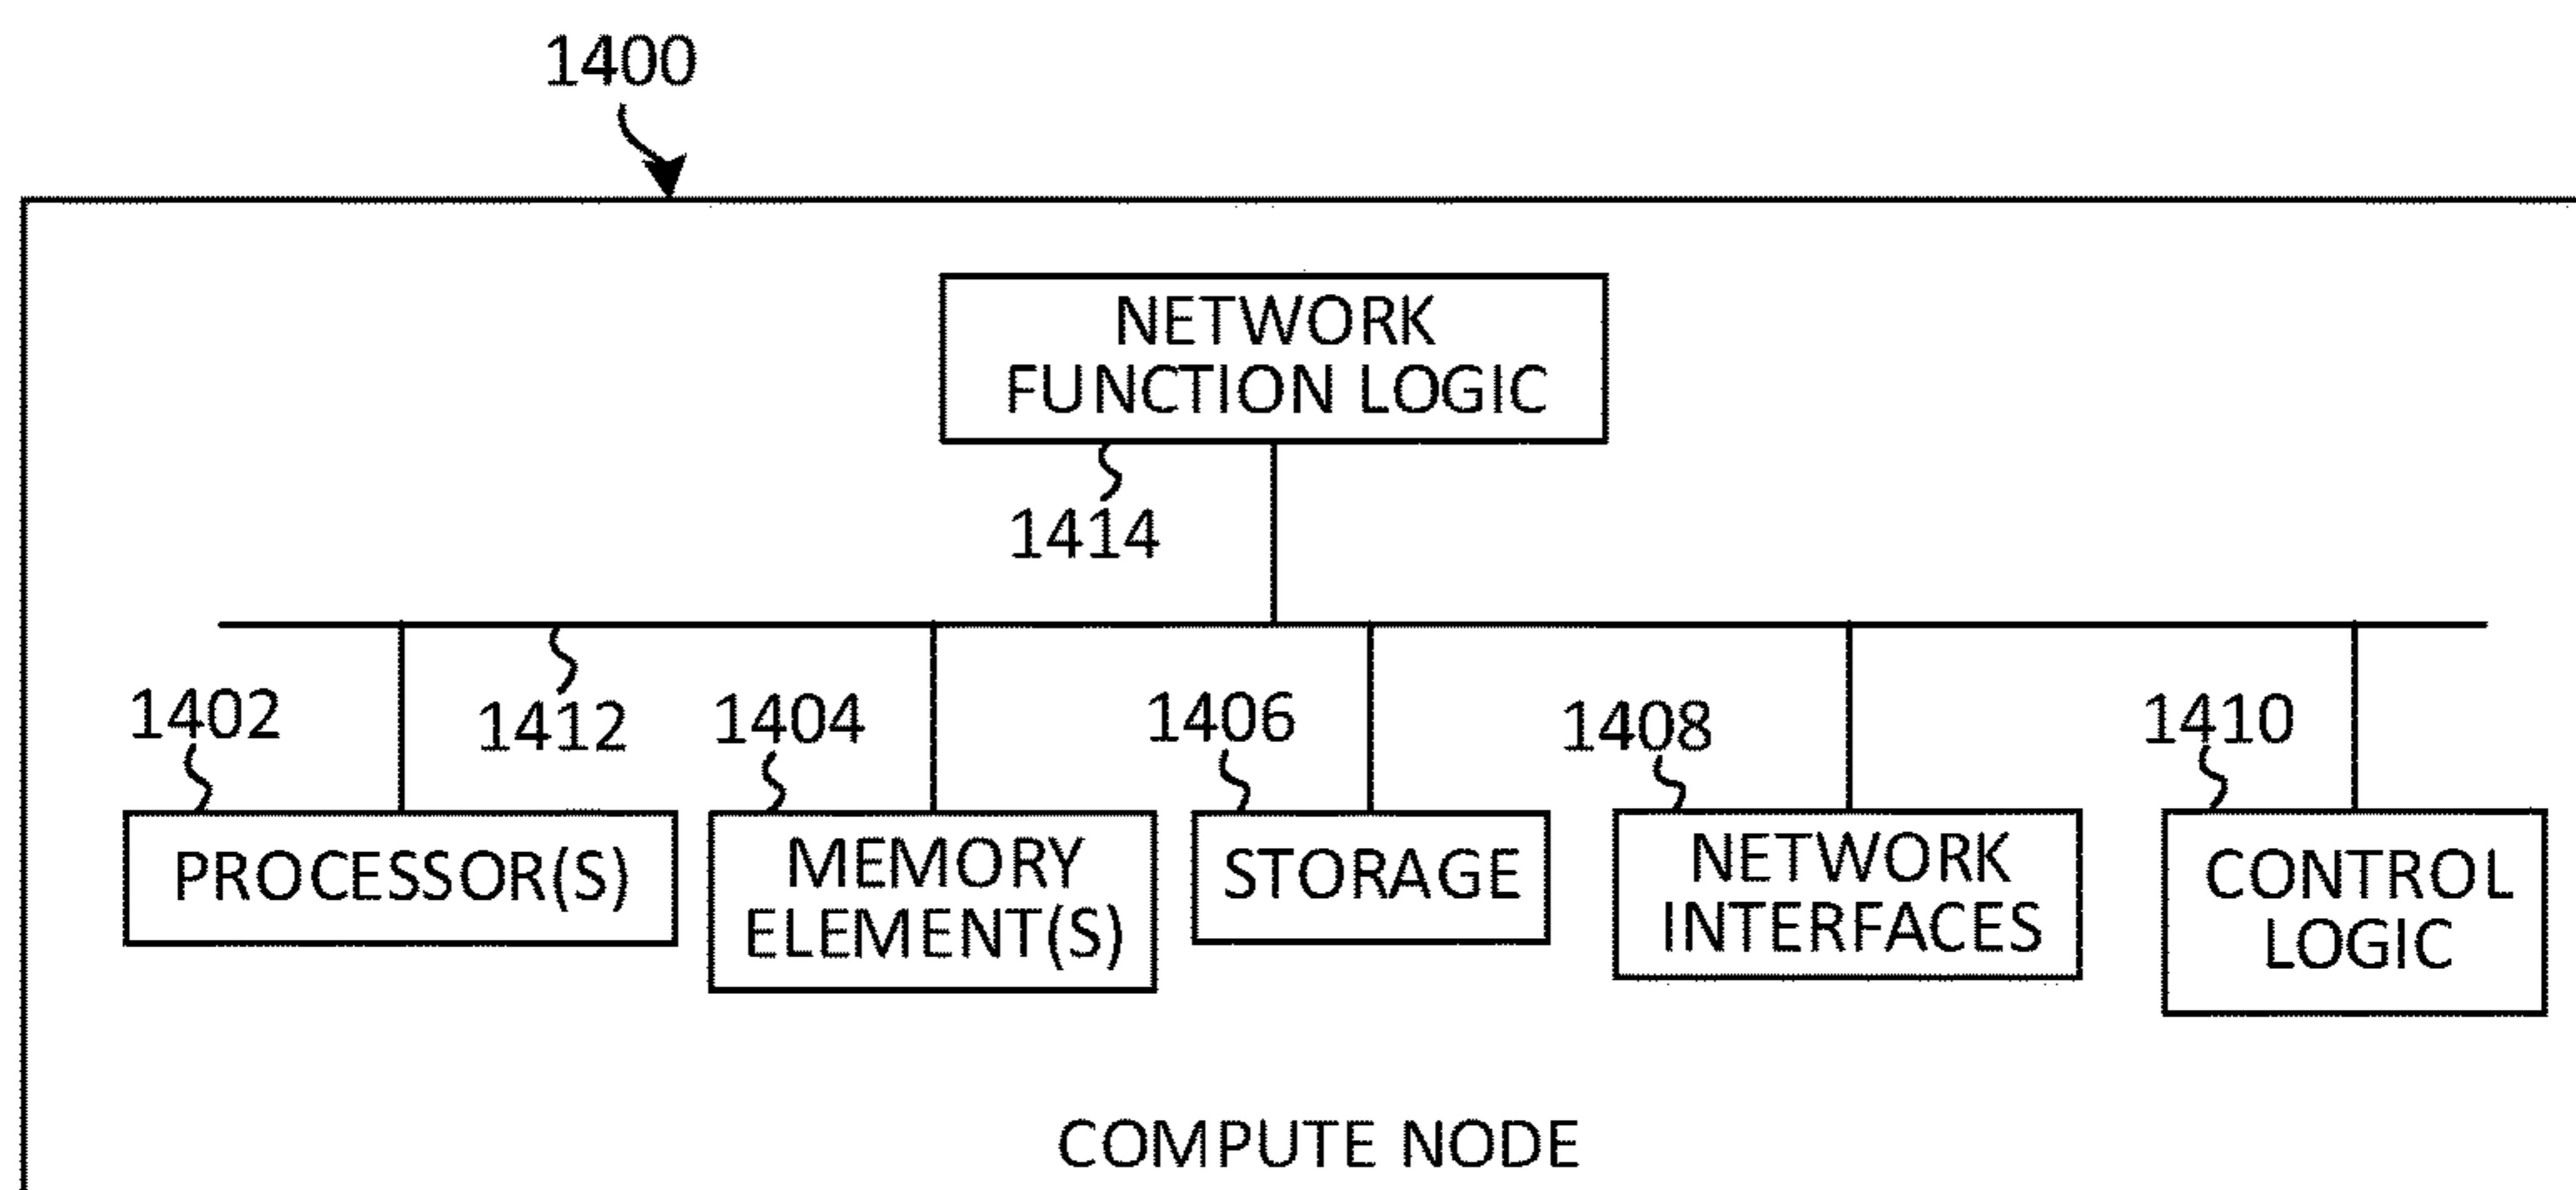 1400
NETWORK
FUNCTION LOGIC
1414
1402
1412
1404
1406
1408
1410
PROCESSOR(S)
MEMORY
ELEMENT(S)
STORAGE
NETWORK
INTERFACES
CONTROL
LOGIC
COMPUTE NODE